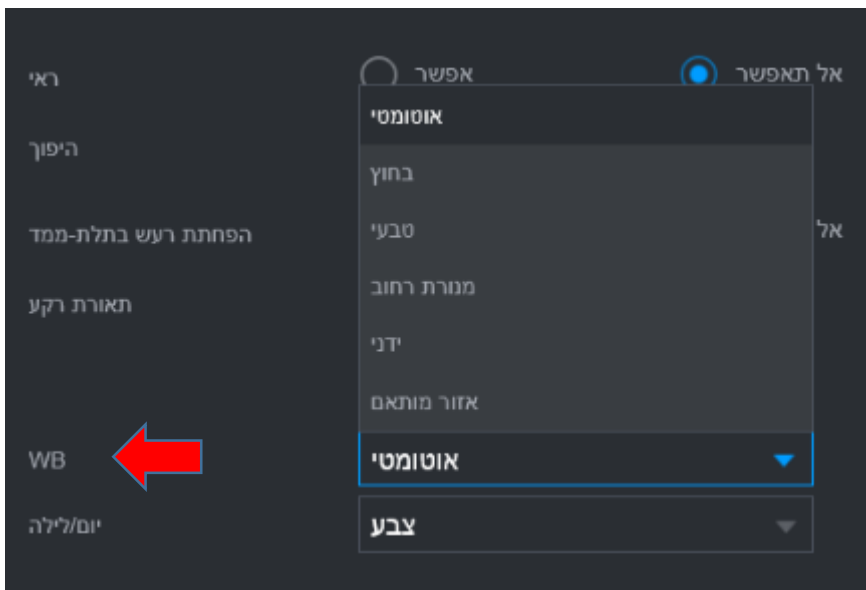 ראי
אפשר
אל תאפשר
היפוך
הפחתת רעש בתלת-ממד
אל
תאורת רקע
אוטומטי
בחוץ
טבעי
מנורת רחוב
ידני
אזור מותאם
WB
אוטומטי
יום/לילה
צבע